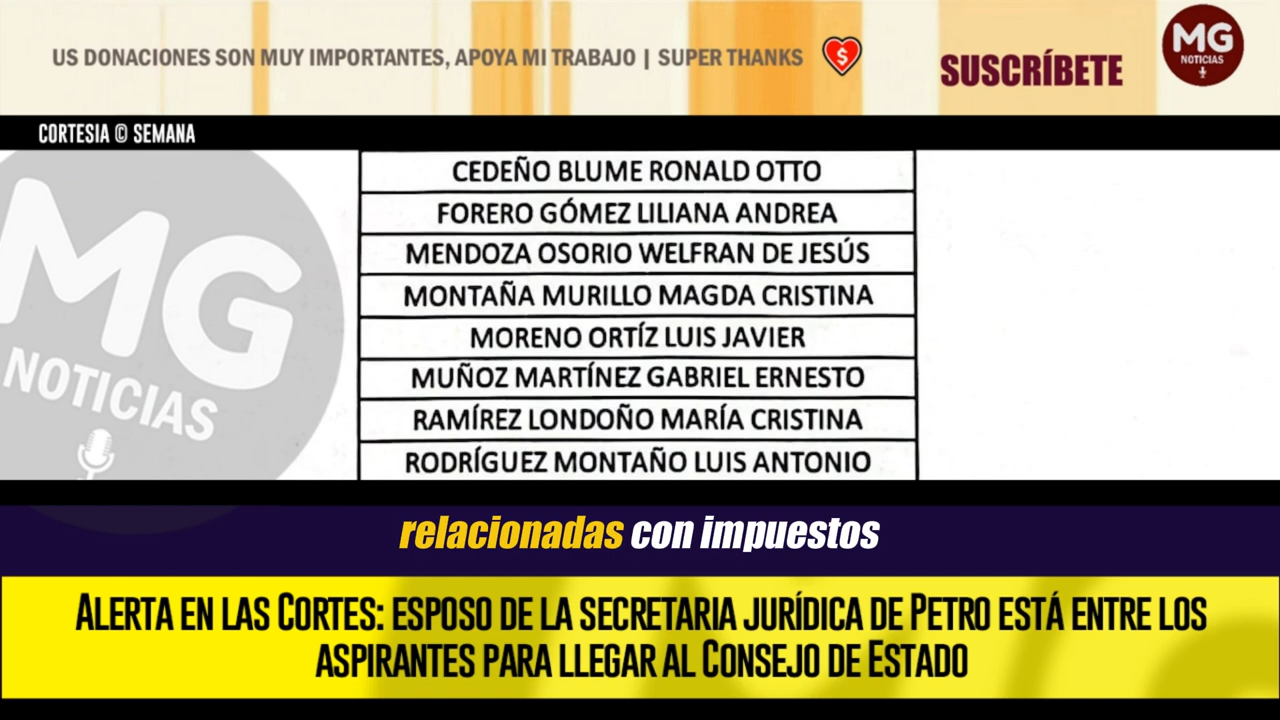 US DONACIONES SON MUY IMPORTANTES, APOYA MI TRABAJO | SUPER THANKS
$
SUSCRÍBETE
MG
NOTICIAS
CORTESIA © SEMANA
MG
NOTICIAS
CEDEÑO BLUME RONALD OTTO
FORERO GÓMEZ LILIANA ANDREA
MENDOZA OSORIO WELFRAN DE JESÚS
MONTAÑA MURILLO MAGDA CRISTINA
MORENO ORTÍZ LUIS JAVIER
MUÑOZ MARTÍNEZ GABRIEL ERNESTO
RAMÍREZ LONDOÑO MARÍA CRISTINA
RODRÍGUEZ MONTAÑO LUIS ANTONIO
relacionadas con impuestos
ALERTA EN LAS CORTES: ESPOSO DE LA SECRETARIA JURÍDICA DE PETRO ESTÁ ENTRE LOS
ASPIRANTES PARA LLEGAR AL CONSEJO DE ESTADO